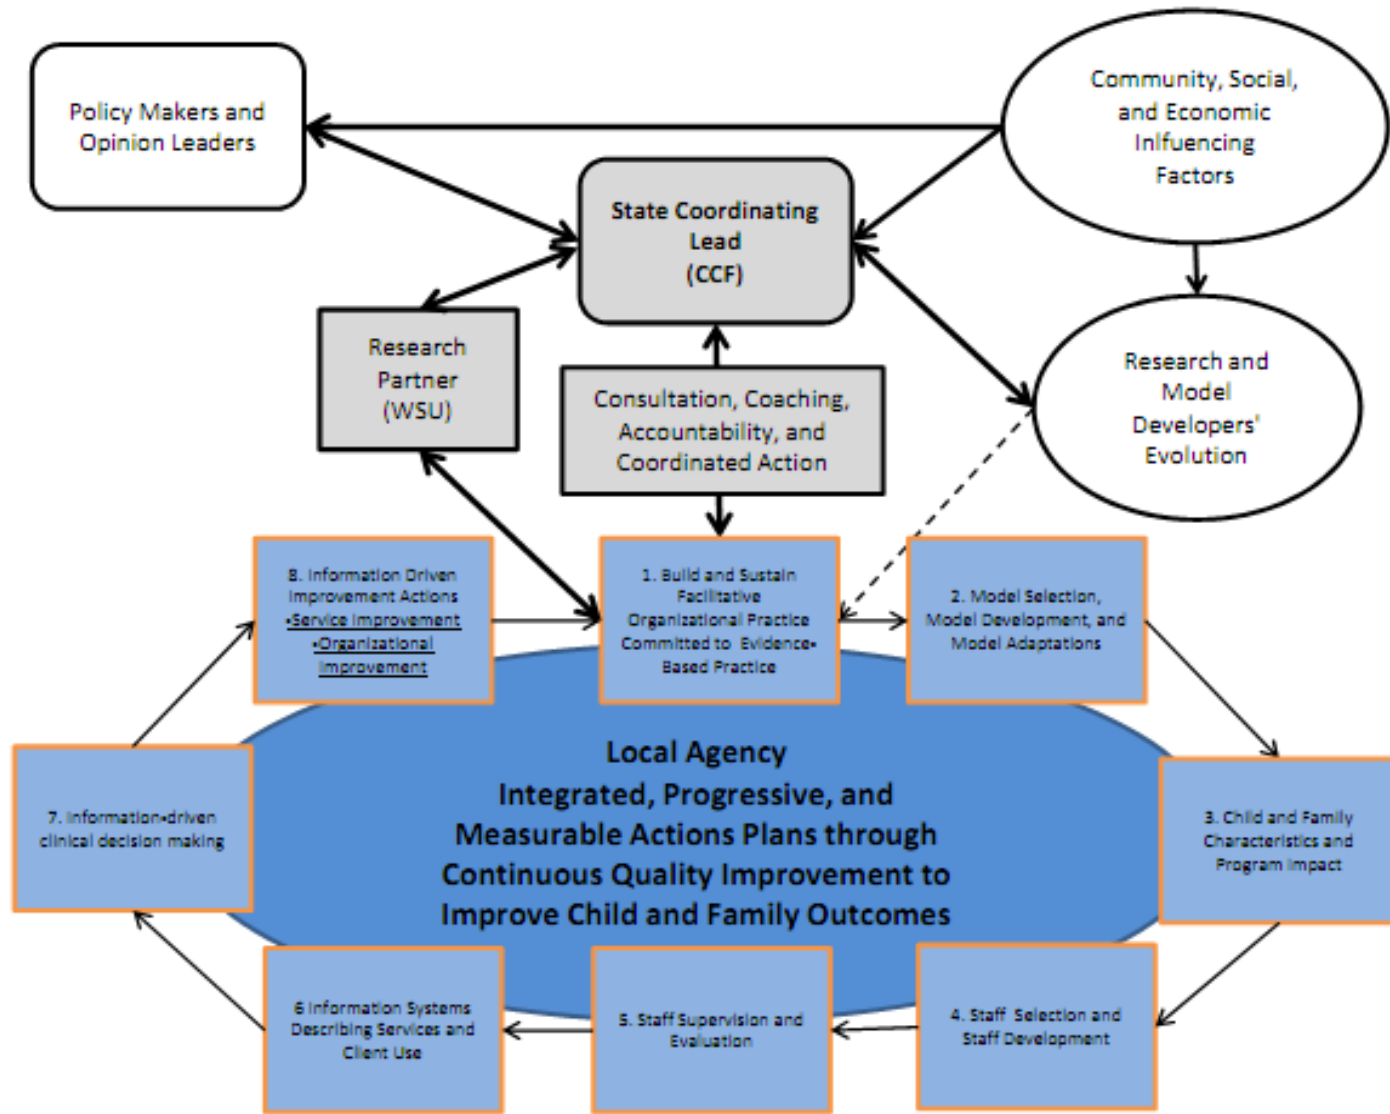 Policy Makers and
Opinion Leaders
Community, Social,
and Economic
Inlfuencing
Factors
State Coordinating
Lead
(CCF)
Research
Partner
(WSU)
Consultation, Coaching,
Accountability, and
Coordinated Action
Research and
Model
Developers'
Evolution
8. Information Driven
Improvement Actions
•Service Improvement
•Organizational
Improvement
1. Build and Sustain
Facilitative
Organizational Practice
Committed to Evidence-
Based Practice
2. Model Selection,
Model Development, and
Model Adaptations
Local Agency
Integrated, Progressive, and
Measurable Actions Plans through
Continuous Quality Improvement to
Improve Child and Family Outcomes
7. Information-driven
clinical decision making
3. Child and Family
Characteristics and
Program Impact
6 Information Systems
Describing Services and
Client Use
5. Staff Supervision and
Evaluation
4. Staff Selection and
Staff Development